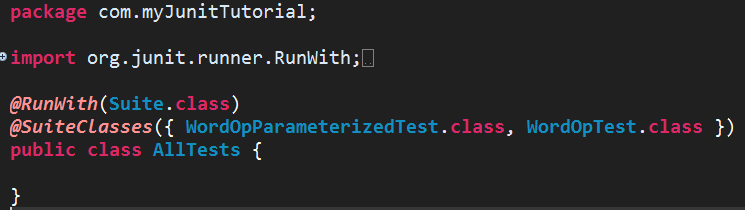 package com.myJunitTutorial;
import org.junit.runner.RunWith;
@RunWith(Suite.class)
@SuiteClasses({ WordOpParameterizedTest.class, WordOpTest.class })
public class AllTests {
}